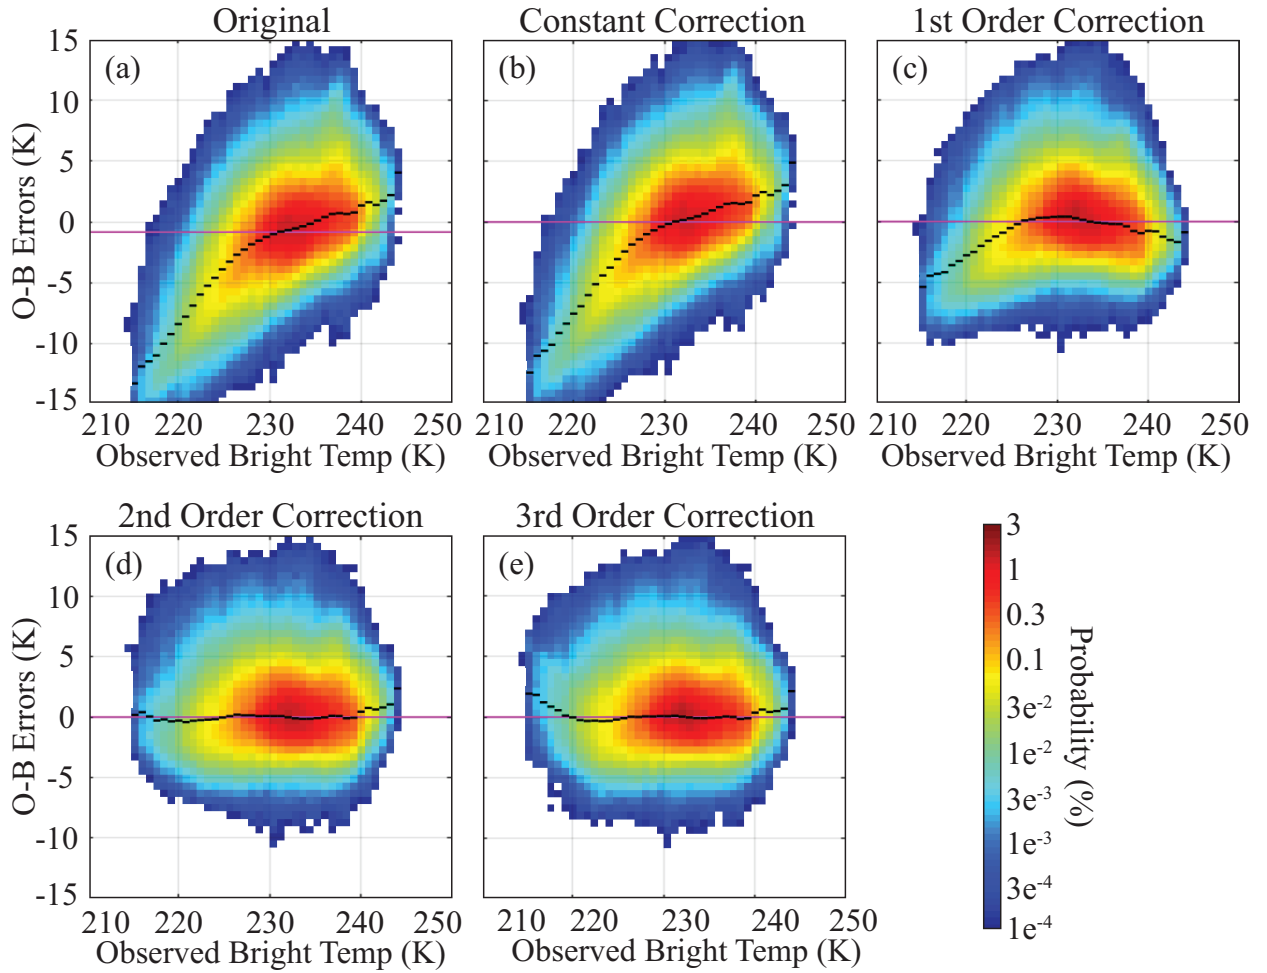 Original
Constant Correction
1st Order Correction
(a)
(b)
(c)
15
10
5
0
-5
-10
-15
O-B Errors (K)
210 220 230 240 250
210 220 230 240 250
210 220 230 240 250
Observed Bright Temp (K)
Observed Bright Temp (K)
Observed Bright Temp (K)
2nd Order Correction
3rd Order Correction
(d)
(e)
15
10
5
0
-5
-10
-15
O-B Errors (K)
210 220 230 240 250
210 220 230 240 250
Observed Bright Temp (K)
Observed Bright Temp (K)
3
1
0.3
0.1
3e-2
1e-2
3e-3
1e-3
3e-4
1e-4
Probability (%)